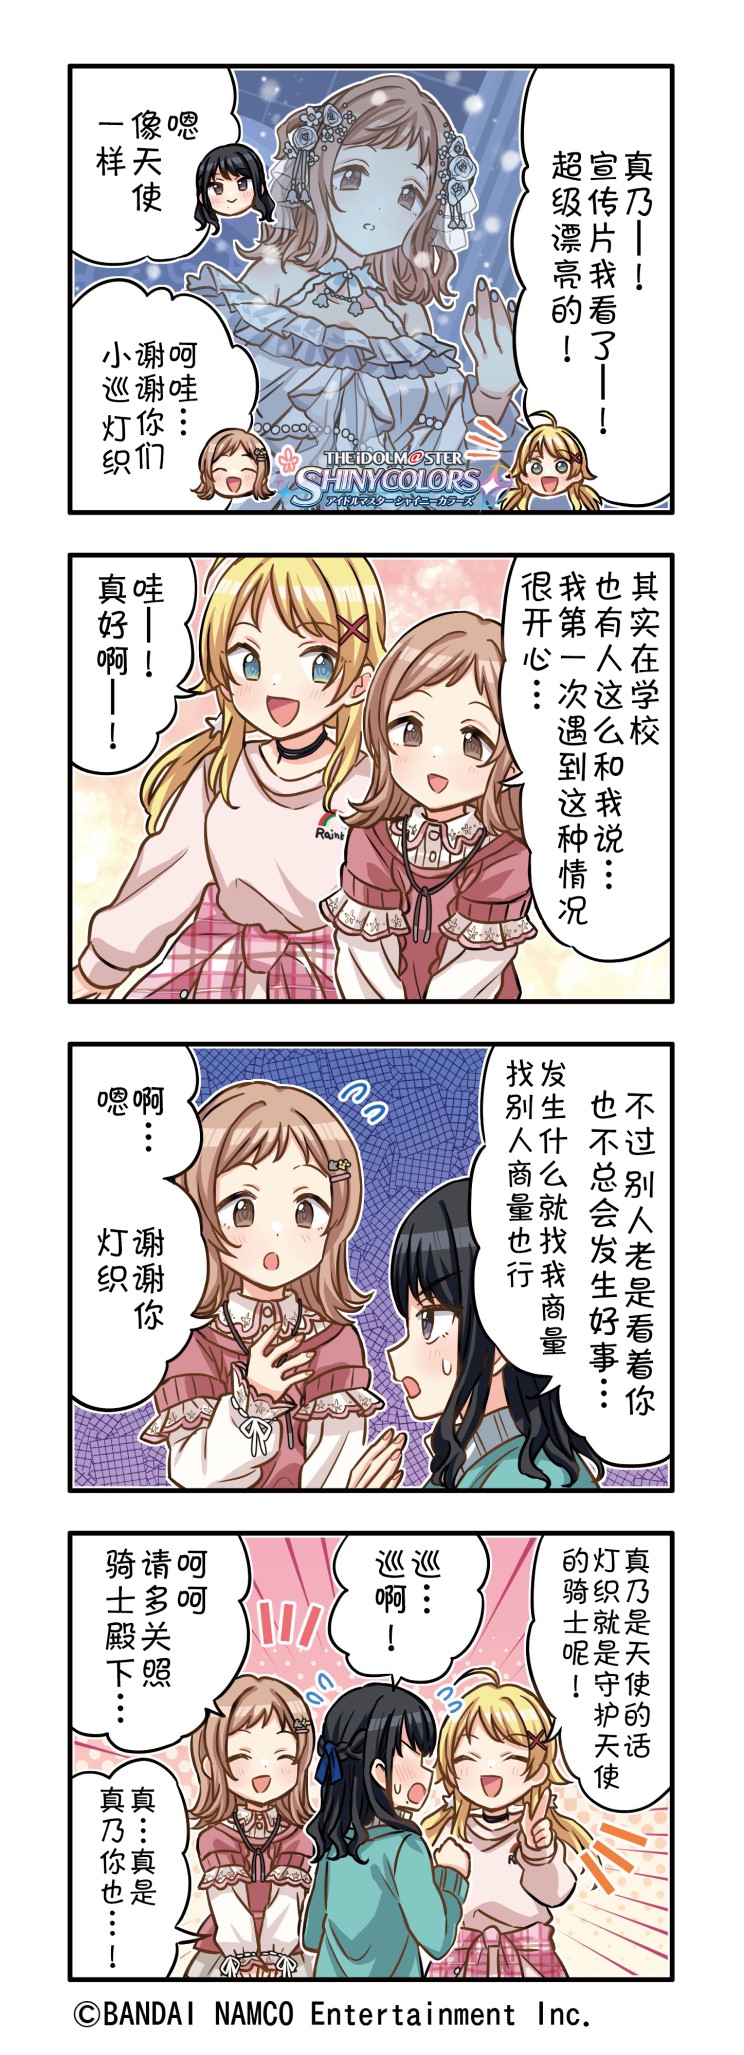 真乃ー！
宣传片我看了ー！
超级漂亮的！
嗯
像天使
一样
呵哇…
谢谢你们
小巡灯织
THE iDOLM@STER
SHINY COLORS
アイドルマスター シャイニーカラーズ
其实在学校
也有人这么和我说…
我第一次遇到这种情况
很开心…
哇ー！
真好啊ー！
不过别人老是看着你
也不总会发生好事…
发生什么就找我商量
找别人商量也行
啊…
嗯
谢谢你
灯织
真乃是天使的话
灯织就是守护天使
的骑士呢！
巡…
巡啊！
呵呵
请多关照
骑士殿下…
真…真是
真乃你也…！
©BANDAI NAMCO Entertainment Inc.